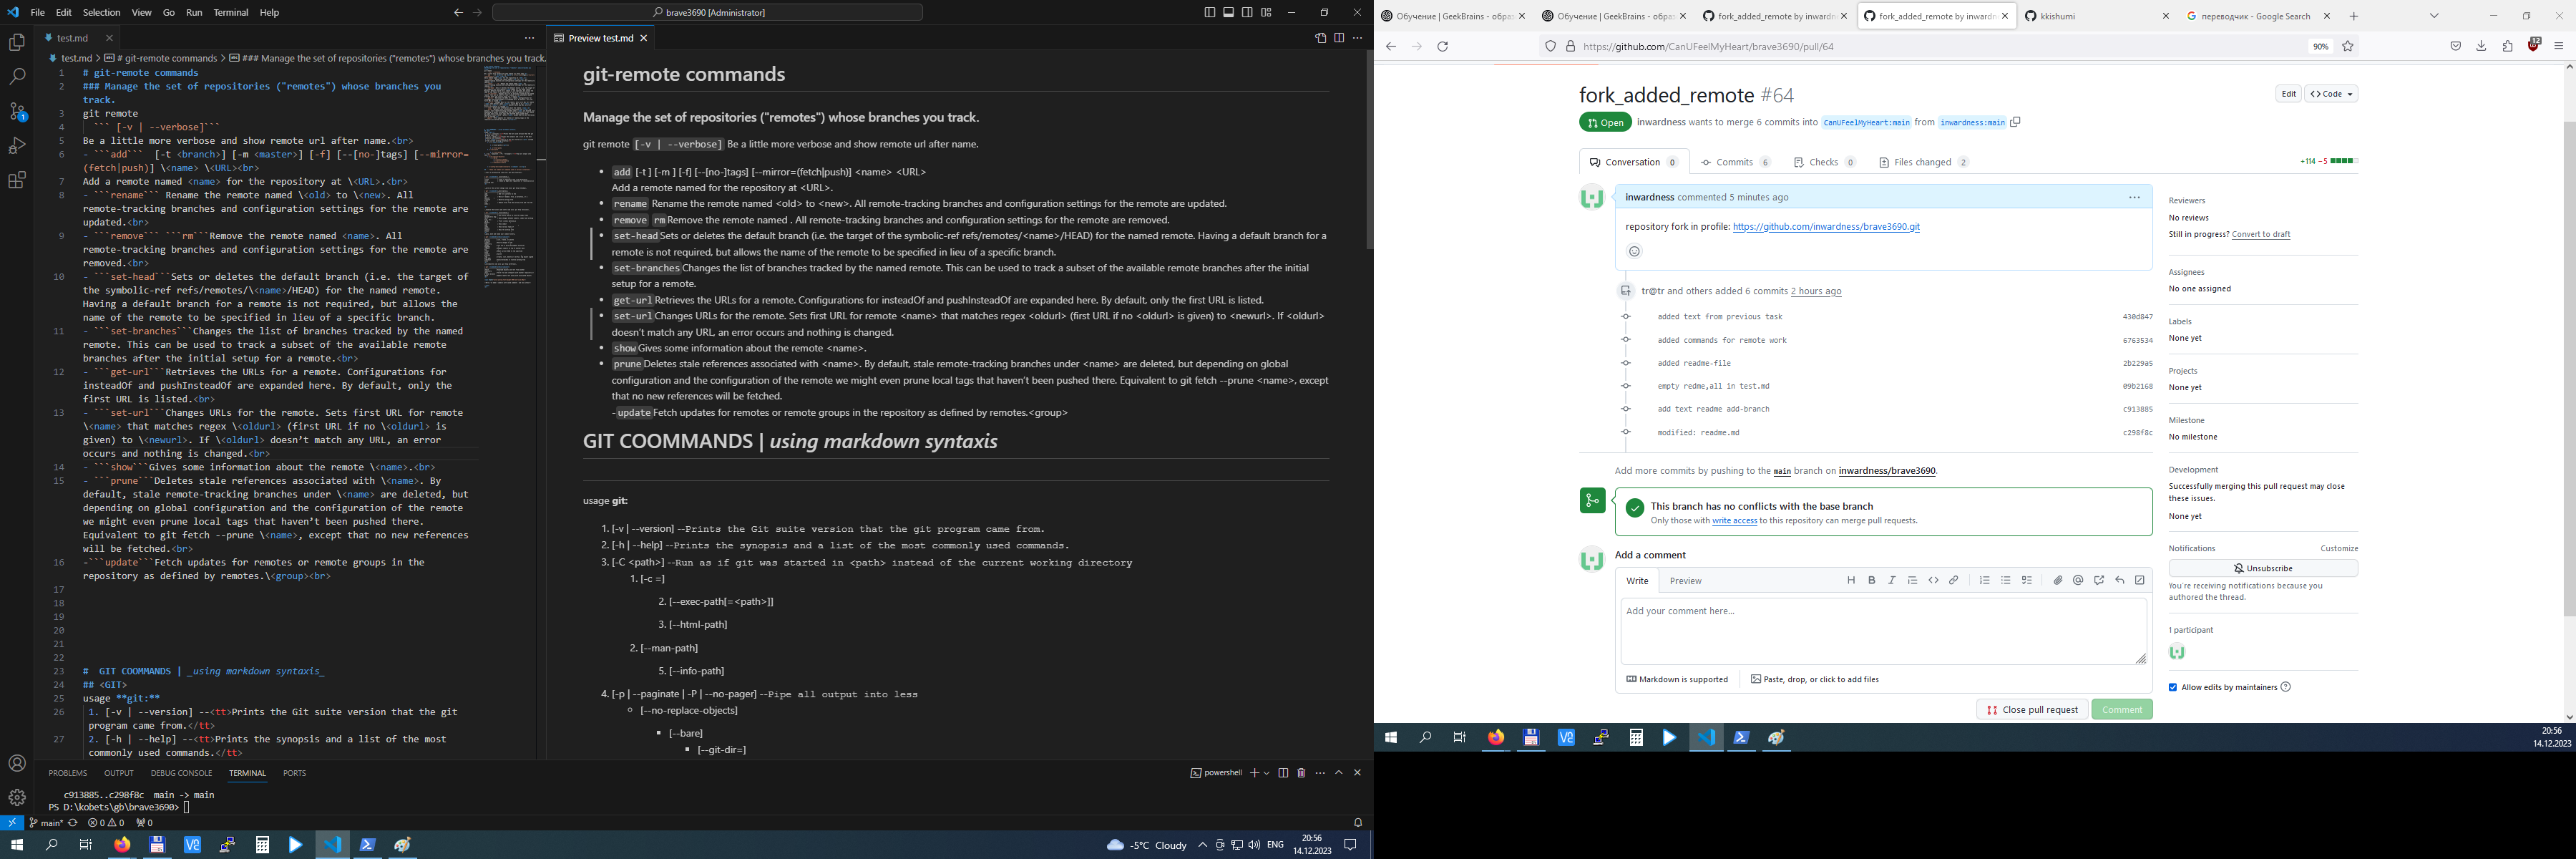 File Edit Selection View Go Run Terminal Help
brave3690 [Administrator]
test.md
test.md > # git-remote commands > ### Manage the set of repositories ("remotes") whose branches you track.
1 # git-remote commands
2 ### Manage the set of repositories ("remotes") whose branches you
track.
3 git remote
4 ``` [-v | --verbose]```
5 Be a little more verbose and show remote url after name.<br>
6 - ```add``` [-t <branch>] [-m <master>] [-f] [--[no-]tags] [--mirror=
(fetch|push)] \<name> \<URL><br>
7 Add a remote named <name> for the repository at \<URL>.<br>
8 - ```rename``` Rename the remote named \<old> to \<new>. All
remote-tracking branches and configuration settings for the remote are
updated.<br>
9 - ```remove``` ```rm```Remove the remote named <name>. All
remote-tracking branches and configuration settings for the remote are
removed.<br>
10 - ```set-head```Sets or deletes the default branch (i.e. the target of
the symbolic-ref refs/remotes/\<name>/HEAD) for the named remote.
Having a default branch for a remote is not required, but allows the
name of the remote to be specified in lieu of a specific branch.
11 - ```set-branches```Changes the list of branches tracked by the named
remote. This can be used to track a subset of the available remote
branches after the initial setup for a remote.<br>
12 - ```get-url```Retrieves the URLs for a remote. Configurations for
insteadOf and pushInsteadOf are expanded here. By default, only the
first URL is listed.<br>
13 - ```set-url```Changes URLs for the remote. Sets first URL for remote
\<name> that matches regex \<oldurl> (first URL if no \<oldurl> is
given) to \<newurl>. If \<oldurl> doesn't match any URL, an error
occurs and nothing is changed.<br>
14 - ```show```Gives some information about the remote \<name>.<br>
15 - ```prune```Deletes stale references associated with \<name>. By
default, stale remote-tracking branches under \<name> are deleted, but
depending on global configuration and the configuration of the remote
we might even prune local tags that haven't been pushed there.
Equivalent to git fetch --prune \<name>, except that no new references
will be fetched.<br>
16 -```update```Fetch updates for remotes or remote groups in the
repository as defined by remotes.\<group><br>
17
18
19
20
21
22
23 #  GIT COOMMANDS | _using markdown syntaxis_
24 ## <GIT>
25 usage **git:**
26 1. [-v | --version] --<tt>Prints the Git suite version that the git
program came from.</tt>
27 2. [-h | --help] --<tt>Prints the synopsis and a list of the most
commonly used commands.</tt>
Preview test.md
git-remote commands
Manage the set of repositories ("remotes") whose branches you track.
git remote [-v | --verbose] Be a little more verbose and show remote url after name.
• add [-t ] [-m ] [-f] [--[no-]tags] [--mirror=(fetch|push)] <name> <URL>
Add a remote named for the repository at <URL>.
• rename Rename the remote named <old> to <new>. All remote-tracking branches and configuration settings for the remote are updated.
• remove rm Remove the remote named . All remote-tracking branches and configuration settings for the remote are removed.
• set-head Sets or deletes the default branch (i.e. the target of the symbolic-ref refs/remotes/<name>/HEAD) for the named remote. Having a default branch for a
remote is not required, but allows the name of the remote to be specified in lieu of a specific branch.
• set-branches Changes the list of branches tracked by the named remote. This can be used to track a subset of the available remote branches after the initial
setup for a remote.
• get-url Retrieves the URLs for a remote. Configurations for insteadOf and pushInsteadOf are expanded here. By default, only the first URL is listed.
• set-url Changes URLs for the remote. Sets first URL for remote <name> that matches regex <oldurl> (first URL if no <oldurl> is given) to <newurl>. If <oldurl>
doesn't match any URL, an error occurs and nothing is changed.
• show Gives some information about the remote <name>.
• prune Deletes stale references associated with <name>. By default, stale remote-tracking branches under <name> are deleted, but depending on global
configuration and the configuration of the remote we might even prune local tags that haven't been pushed there. Equivalent to git fetch --prune <name>, except
that no new references will be fetched.
-update Fetch updates for remotes or remote groups in the repository as defined by remotes.<group>
GIT COOMMANDS | using markdown syntaxis
usage git:
1. [-v | --version] --Prints the Git suite version that the git program came from.
2. [-h | --help] --Prints the synopsis and a list of the most commonly used commands.
3. [-C <path>] --Run as if git was started in <path> instead of the current working directory
1. [-c =]
2. [--exec-path[=<path>]]
3. [--html-path]
2. [--man-path]
5. [--info-path]
4. [-p | --paginate | -P | --no-pager] --Pipe all output into less
[--no-replace-objects]
[--bare]
[--git-dir=]
PROBLEMS OUTPUT DEBUG CONSOLE TERMINAL PORTS
powershell
c913885..c298f8c  main -> main
PS D:\kobets\gb\brave3690>
main* 0 0 0
-5°C Cloudy ENG
20:56
14.12.2023
Обучение | GeekBrains - образ
Обучение | GeekBrains - образ
fork_added_remote by inwardn
fork_added_remote by inwardn
kkishumi
переводчик - Google Search
https://github.com/CanUFeelMyHeart/brave3690/pull/64
90%
12
fork_added_remote #64
Edit <> Code
Open inwardness wants to merge 6 commits into CanUFeelMyHeart:main from inwardness:main
Conversation 0 Commits 6 Checks 0 Files changed 2
+114 −5
inwardness commented 5 minutes ago
repository fork in profile: https://github.com/inwardness/brave3690.git
tr@tr and others added 6 commits 2 hours ago
added text from previous task 430d847
added commands for remote work 6763534
added readme-file 2b229a5
empty redme,all in test.md 09b2168
add text readme add-branch c913885
modified: readme.md c298f8c
Add more commits by pushing to the main branch on inwardness/brave3690.
This branch has no conflicts with the base branch
Only those with write access to this repository can merge pull requests.
Add a comment
Write Preview
Add your comment here...
Markdown is supported
Paste, drop, or click to add files
Close pull request Comment
Reviewers
No reviews
Still in progress? Convert to draft
Assignees
No one assigned
Labels
None yet
Projects
None yet
Milestone
No milestone
Development
Successfully merging this pull request may close
these issues.
None yet
Notifications Customize
Unsubscribe
You're receiving notifications because you
authored the thread.
1 participant
Allow edits by maintainers
20:56
14.12.2023